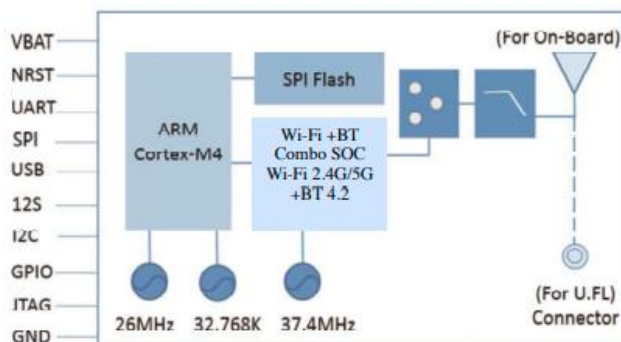 VBAT
NRST
UART
SPI
USB
12S
I2C
GPIO
JTAG
GND
ARM
Cortex-M4
SPI Flash
Wi-Fi +BT
Combo SOC
Wi-Fi 2.4G/5G
+BT 4.2
26MHz
32.768K
37.4MHz
(For On-Board)
(For U.FL)
Connector